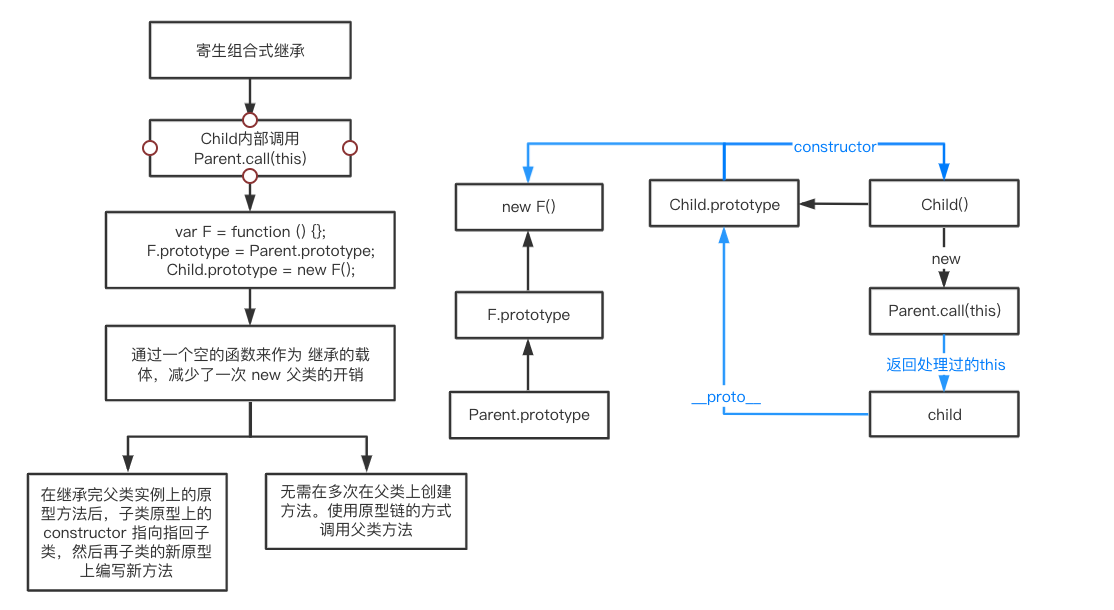 寄生组合式继承
Child内部调用
Parent.call(this)
var F = function () {};
F.prototype = Parent.prototype;
Child.prototype = new F();
通过一个空的函数来作为 继承的载
体，减少了一次 new 父类的开销
在继承完父类实例上的原
型方法后，子类原型上的
constructor 指向指回子
类，然后再子类的新原型
上编写新方法
无需在多次在父类上创建
方法。使用原型链的方式
调用父类方法
new F()
F.prototype
Parent.prototype
constructor
Child.prototype
Child()
new
Parent.call(this)
返回处理过的this
__proto__
child